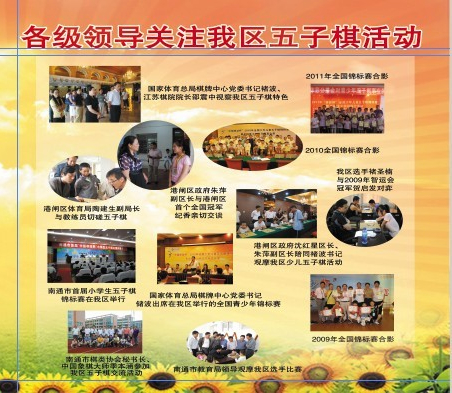 各级领导关注我区五子棋活动
2011年全国锦标赛合影
国家体育总局棋牌中心党委书记褚波、
江苏棋院院长邵震中视察我区五子棋特色
2010全国锦标赛合影
港闸区体育局陶建生副局长
与教练员切磋五子棋
港闸区政府朱萍
副区长与港闸区
首个全国冠军
纪香亲切交谈
我区选手褚圣楠
与2009年智运会
冠军贺启发对弈
港闸区政府沈红星区长、
朱萍副区长陪同褚波书记
观摩我区少儿五子棋活动
南通市首届小学生五子棋
锦标赛在我区举行
国家体育总局棋牌中心党委书记
储波出席在我区举行的全国青少年锦标赛
2009年全国锦标赛合影
南通市棋类协会秘书长、
中国象棋大师季本涵参加
我区五子棋交流活动
南通市教育局领导观摩我区选手比赛